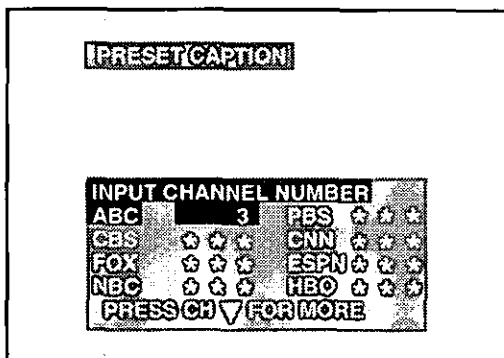 PRESET CAPTION
INPUT CHANNEL NUMBER
ABC 3 PBS ***
CBS *** CNN ***
FOX *** ESPN ***
NBC *** HBO ***
PRESS CH ▽ FOR MORE